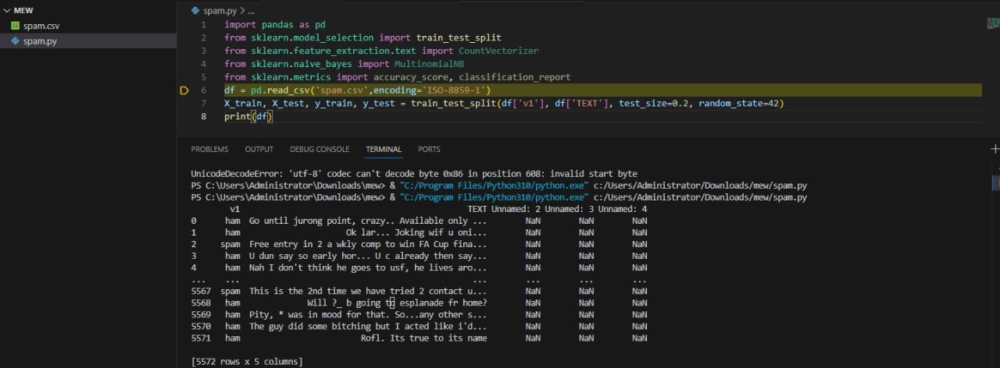 MEW
spam.csv
spam.py
spam.py > ...
1 import pandas as pd
2 from sklearn.model_selection import train_test_split
3 from sklearn.feature_extraction.text import CountVectorizer
4 from sklearn.naive_bayes import MultinomialNB
5 from sklearn.metrics import accuracy_score, classification_report
6 df = pd.read_csv('spam.csv',encoding='ISO-8859-1')
7 X_train, X_test, y_train, y_test = train_test_split(df['v1'], df['TEXT'], test_size=0.2, random_state=42)
8 print(df)
PROBLEMS OUTPUT DEBUG CONSOLE TERMINAL PORTS
UnicodeDecodeError: 'utf-8' codec can't decode byte 0x86 in position 608: invalid start byte
PS C:\Users\Administrator\Downloads\mew> & "C:/Program Files/Python310/python.exe" c:/Users/Administrator/Downloads/mew/spam.py
PS C:\Users\Administrator\Downloads\mew> & "C:/Program Files/Python310/python.exe" c:/Users/Administrator/Downloads/mew/spam.py
v1 TEXT Unnamed: 2 Unnamed: 3 Unnamed: 4
0 ham Go until jurong point, crazy.. Available only ... NaN NaN NaN
1 ham Ok lar... Joking wif u oni... NaN NaN NaN
2 spam Free entry in 2 a wkly comp to win FA Cup fina... NaN NaN NaN
3 ham U dun say so early hor... U c already then say... NaN NaN NaN
4 ham Nah I don't think he goes to usf, he lives aro... NaN NaN NaN
... ... ... ... ... ...
5567 spam This is the 2nd time we have tried 2 contact u... NaN NaN NaN
5568 ham Will ?_ b going to esplanade fr home? NaN NaN NaN
5569 ham Pity, * was in mood for that. So...any other s... NaN NaN NaN
5570 ham The guy did some bitching but I acted like i'd... NaN NaN NaN
5571 ham Rofl. Its true to its name NaN NaN NaN
[5572 rows x 5 columns]